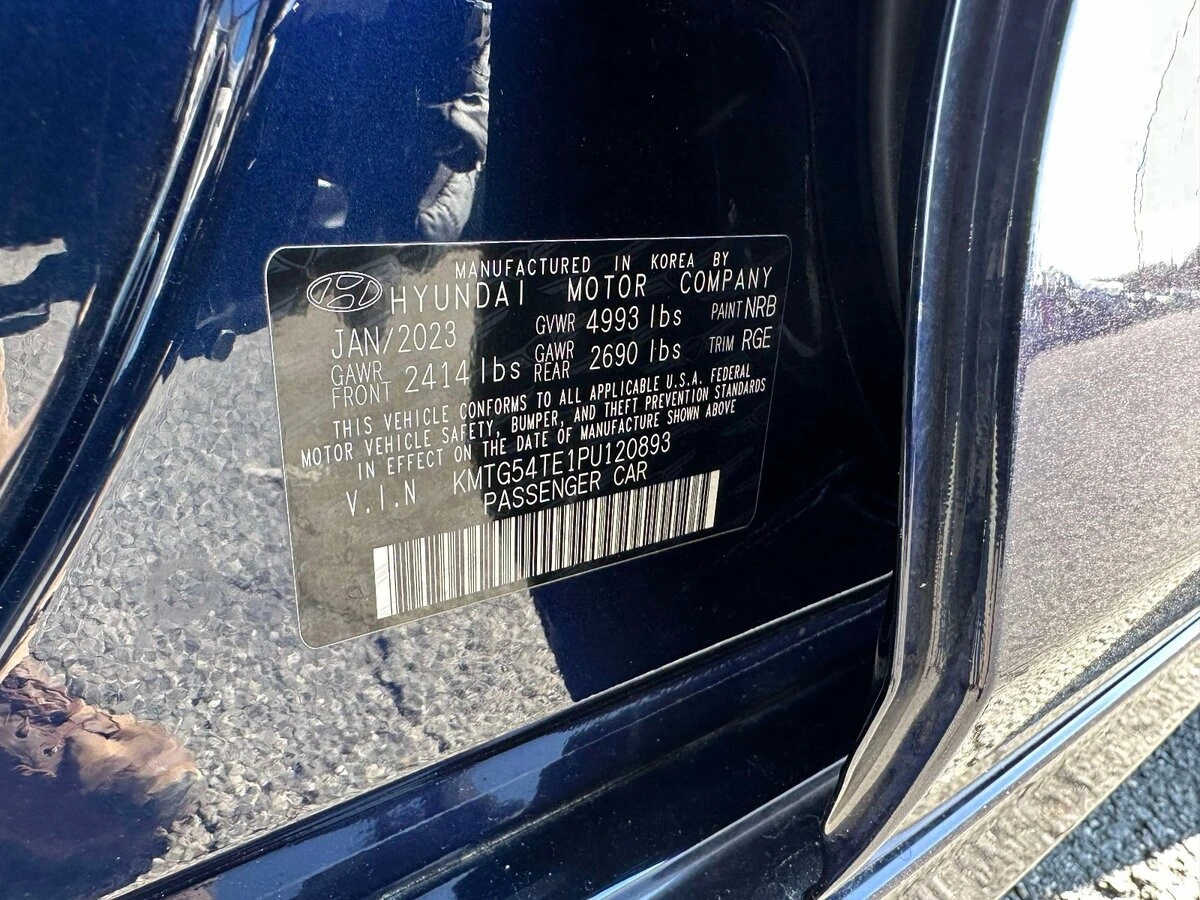 MANUFACTURED IN KOREA BY
HYUNDAI MOTOR COMPANY
JAN/2023 GVWR 4993 lbs PAINT NRB
GAWR FRONT 2414 lbs GAWR REAR 2690 lbs TRIM RGE
THIS VEHICLE CONFORMS TO ALL APPLICABLE U.S.A. FEDERAL
MOTOR VEHICLE SAFETY, BUMPER, AND THEFT PREVENTION STANDARDS
IN EFFECT ON THE DATE OF MANUFACTURE SHOWN ABOVE
V.I.N KMTG54TE1PU120893
PASSENGER CAR